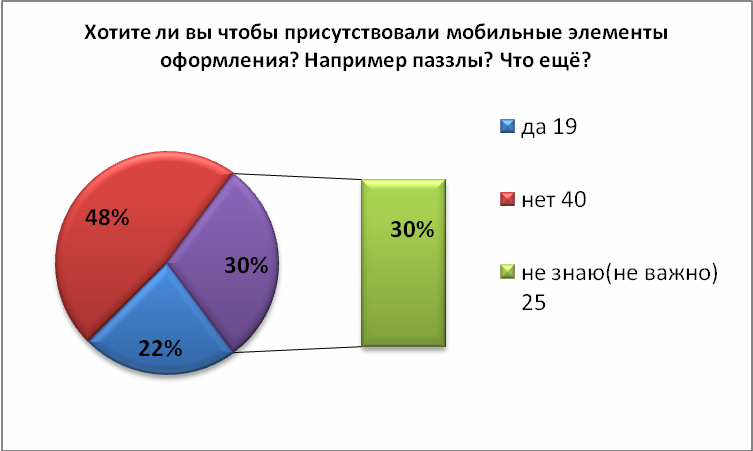 Хотите ли вы чтобы присутствовали мобильные элементы
оформления? Например паззлы? Что ещё?
да 19
48%
нет 40
30%
30%
не знаю(не важно)
25
22%